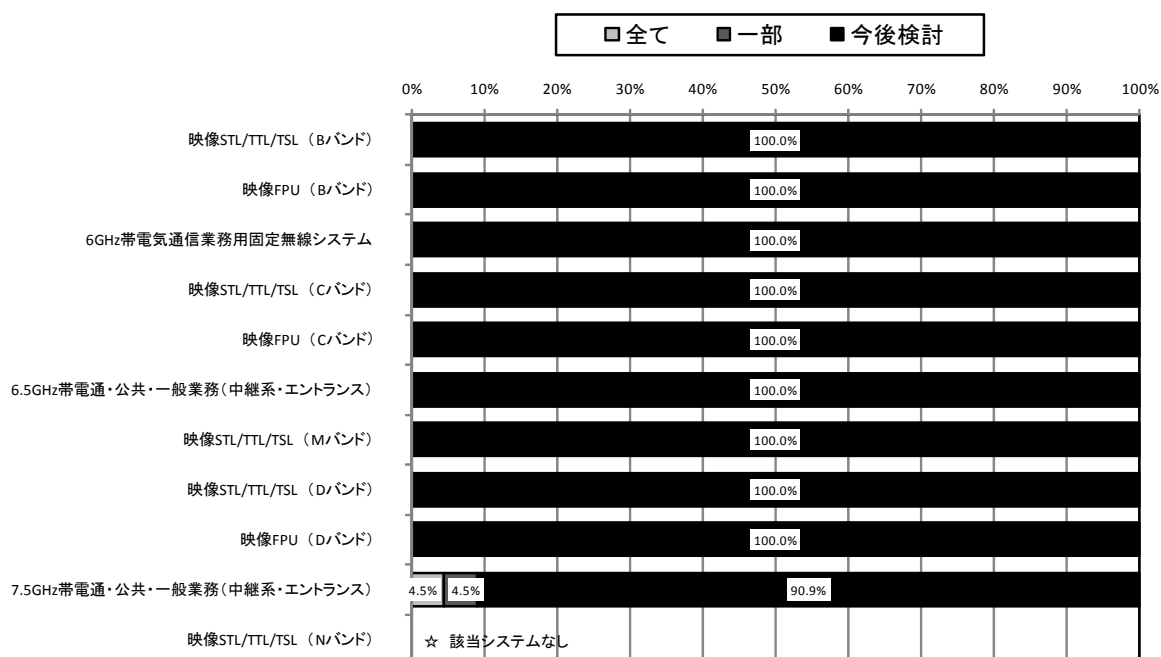 全て 一部 今後検討
0% 10% 20% 30% 40% 50% 60% 70% 80% 90% 100%
映像STL/TTL/TSL (Bバンド) 100.0%
映像FPU (Bバンド) 100.0%
6GHz帯電気通信業務用固定無線システム 100.0%
映像STL/TTL/TSL (Cバンド) 100.0%
映像FPU (Cバンド) 100.0%
6.5GHz帯電通・公共・一般業務(中継系・エントランス) 100.0%
映像STL/TTL/TSL (Mバンド) 100.0%
映像STL/TTL/TSL (Dバンド) 100.0%
映像FPU (Dバンド) 100.0%
7.5GHz帯電通・公共・一般業務(中継系・エントランス) 4.5% 4.5% 90.9%
映像STL/TTL/TSL (Nバンド) ☆ 該当システムなし